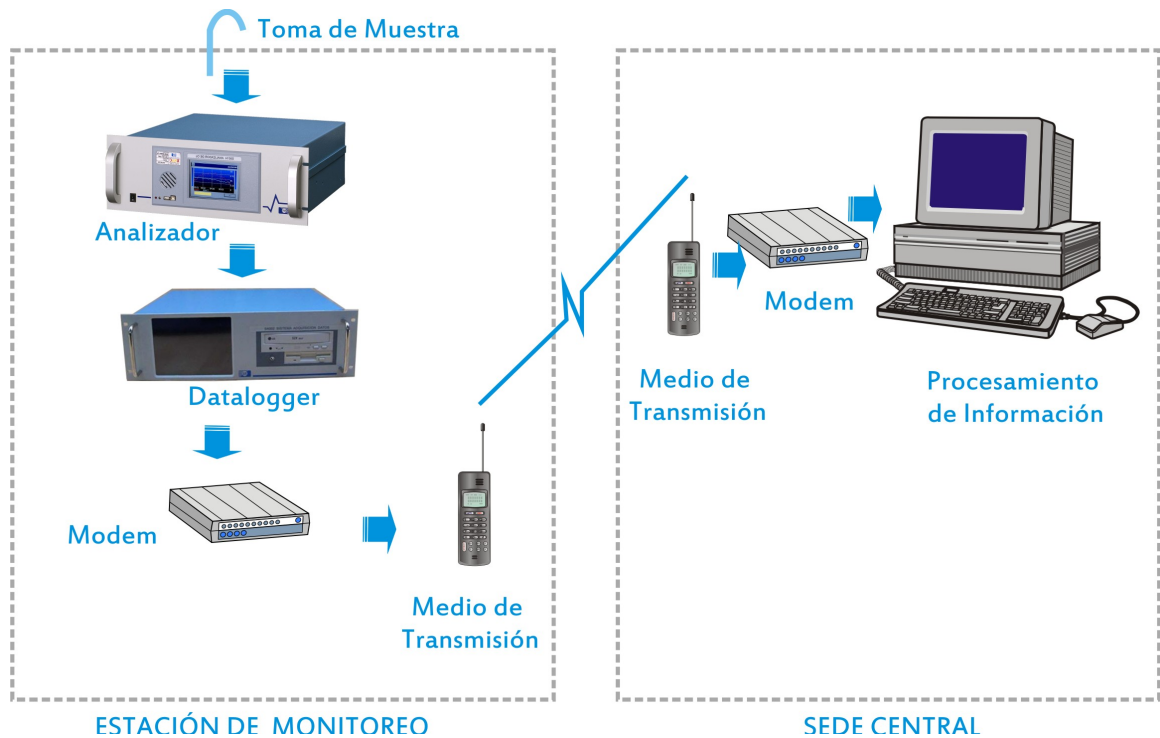 Toma de Muestra
Analizador
Datalogger
Modem
Medio de
Transmisión
ESTACIÓN DE MONITOREO
Medio de
Transmisión
Modem
Procesamiento
de Información
SEDE CENTRAL